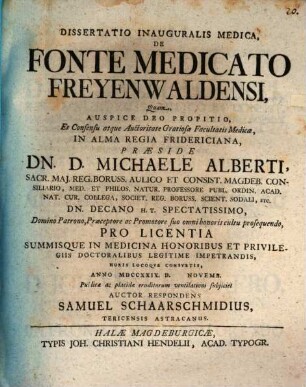 20.
DISSERTATIO INAUGURALIS MEDICA,
DE
FONTE MEDICATO
FREYENWALDENSI,
Quam,
AUSPICE DEO PROPITIO,
Ex Consensu atque Auctoritate Gratiosæ Facultatis Medicæ,
IN ALMA REGIA FRIDERICIANA,
PRÆSIDE
DN. D. MICHAELE ALBERTI,
SACR. MAJ. REG. BORUSS. AULICO ET CONSIST. MAGDEB. CON-
SILIARIO, MED. ET PHILOS. NATUR. PROFESSORE PUBL. ORDIN. ACAD.
NAT. CUR. COLLEGA, SOCIET. REG. BORUSS. SCIENT. SODALI, etc.
DN. DECANO H. T. SPECTATISSIMO,
Domino Patrono, Præceptore ac Promotore suo omni honoris cultu prosequendo,
PRO LICENTIA
SUMMISQUE IN MEDICINA HONORIBUS ET PRIVILE-
GIIS DOCTORALIBUS LEGITIME IMPETRANDIS,
HORIS LOCOQUE CONSUETIS,
ANNO MDCCXXIX. D. NOVEMB.
Publicæ ac placidæ eruditorum ventilationi subjiciet
AUCTOR RESPONDENS
SAMUEL SCHAARSCHMIDIUS,
TERICENSIS ASTRACANUS.
HALÆ MAGDEBURGICÆ,
TYPIS JOH. CHRISTIANI HENDELII, ACAD. TYPOGR.